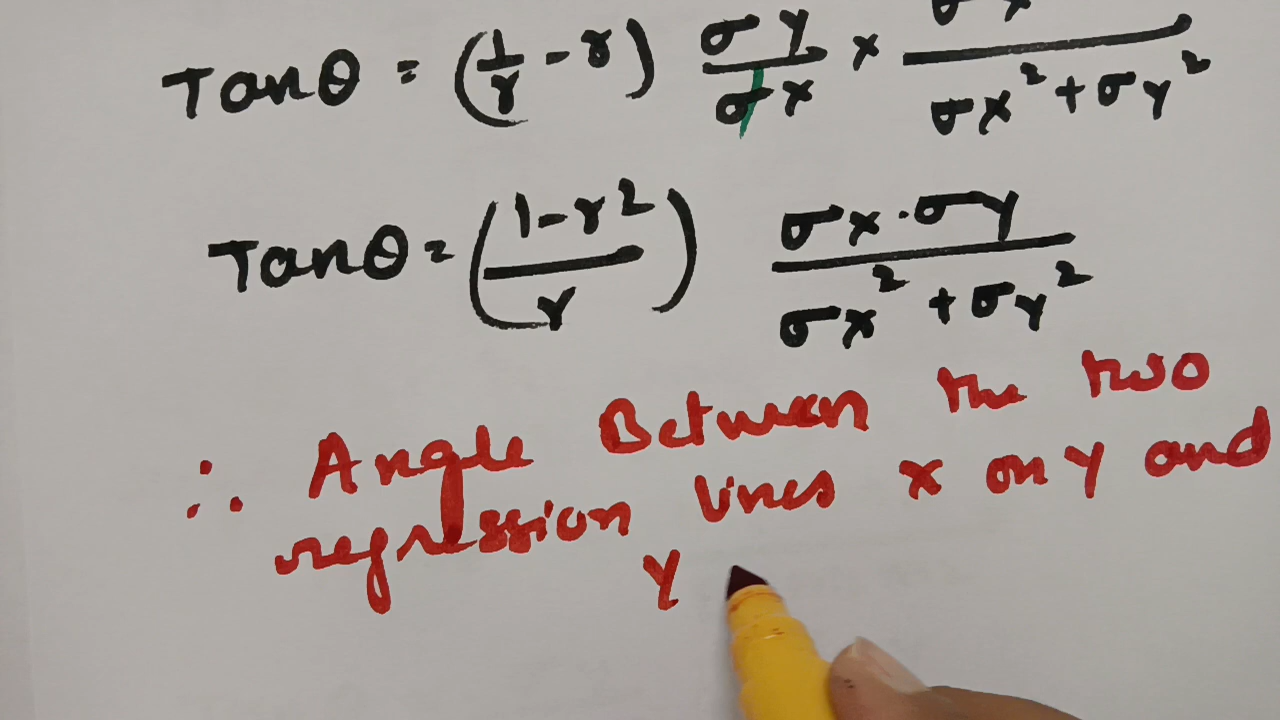 Tanθ = (1/r - r) σy/σx × σx/σx² + σy²
Tanθ = (1-r²/r) σx.σy/σx² + σy²
∴ Angle Between the two
regression lines x on y and
y